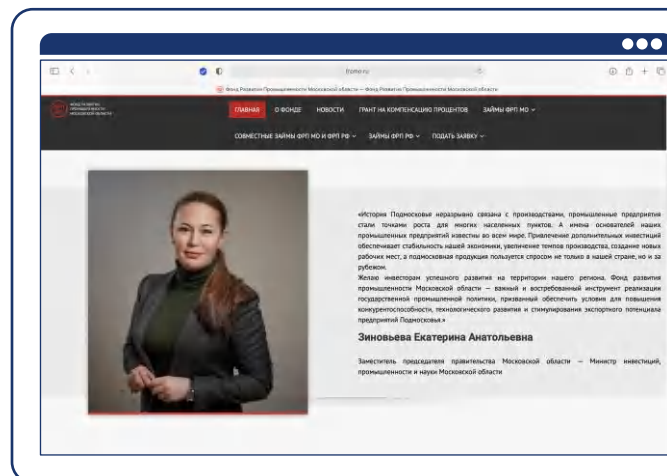 frpmo.ru
Фонд Развития Промышленности Московской области — Фонд Развития Промышленности Московской области
ФОНД РАЗВИТИЯ
ПРОМЫШЛЕННОСТИ
МОСКОВСКОЙ ОБЛАСТИ
ГЛАВНАЯ О ФОНДЕ НОВОСТИ ГРАНТ НА КОМПЕНСАЦИЮ ПРОЦЕНТОВ ЗАЙМЫ ФРП МО
СОВМЕСТНЫЕ ЗАЙМЫ ФРП МО И ФРП РФ ЗАЙМЫ ФРП РФ ПОДАТЬ ЗАЯВКУ
«История Подмосковья неразрывно связана с производствами, промышленные предприятия
стали точками роста для многих населенных пунктов. А имена основателей наших
промышленных предприятий известны во всем мире. Привлечение дополнительных инвестиций
обеспечивает стабильность нашей экономики, увеличение темпов производства, создание новых
рабочих мест, а подмосковная продукция пользуется спросом не только в нашей стране, но и за
рубежом.
Желаю инвесторам успешного развития на территории нашего региона. Фонд развития
промышленности Московской области — важный и востребованный инструмент реализации
государственной промышленной политики, призванный обеспечить условия для повышения
конкурентоспособности, технологического развития и стимулирования экспортного потенциала
предприятий Подмосковья.»
Зиновьева Екатерина Анатольевна
Заместитель председателя правительства Московской области — Министр инвестиций,
промышленности и науки Московской области